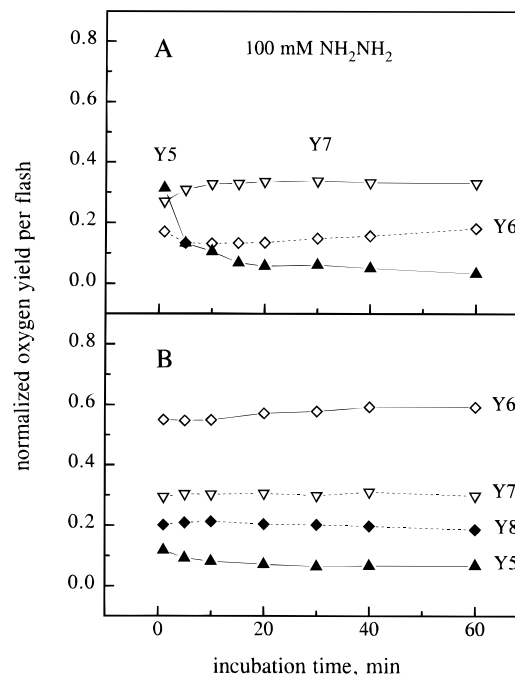 0.8
A
100 mM NH₂NH₂
0.6
Y5
Y7
0.4
0.2
Y6
0.0
normalized oxygen yield per flash
0.8
B
Y6
0.6
0.4
Y7
0.2
Y8
Y5
0.0
0 20 40 60
incubation time, min